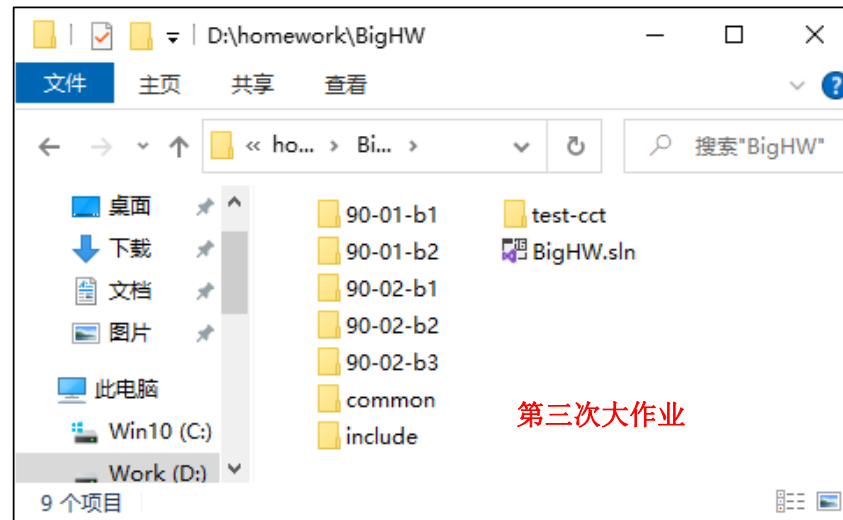 D:\homework\BigHW
文件 主页 共享 查看
« ho... › Bi... › 搜索"BigHW"
桌面
下载
文档
图片
此电脑
Win10 (C:)
Work (D:)
90-01-b1
90-01-b2
90-02-b1
90-02-b2
90-02-b3
common
include
test-cct
BigHW.sln
第三次大作业
9 个项目